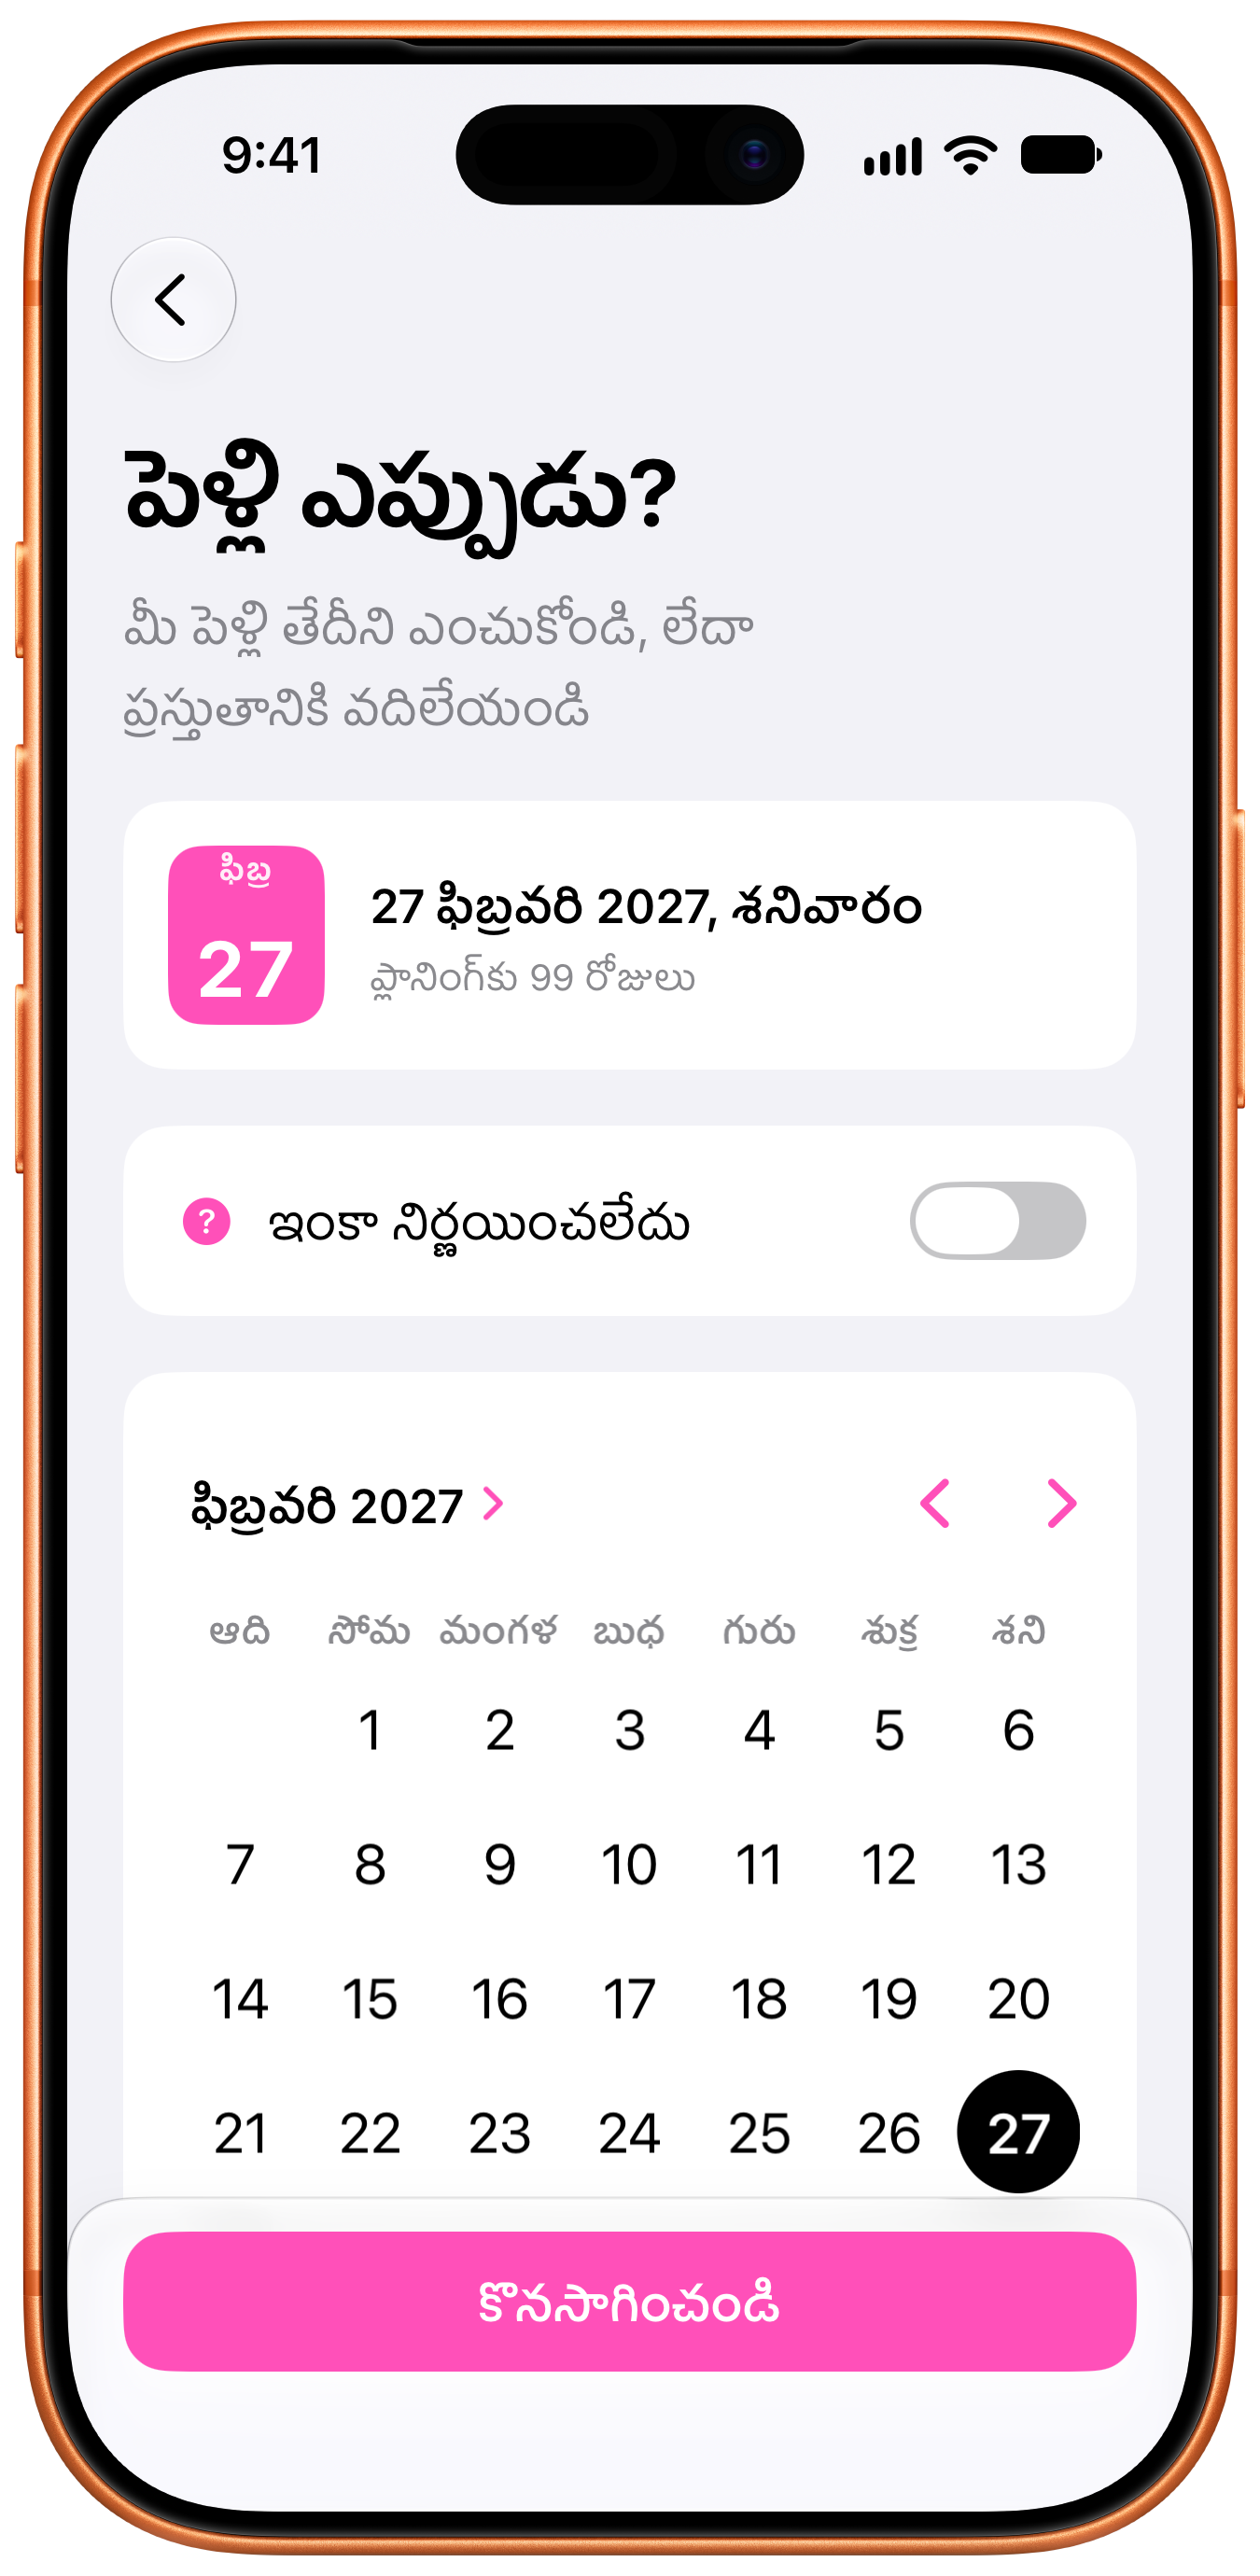 9:41
పెళ్లి ఎప్పుడు?
మీ పెళ్లి తేదీని ఎంచుకోండి, లేదా
ప్రస్తుతానికి వదిలేయండి
ఫిబ్ర
27
27 ఫిబ్రవరి 2027, శనివారం
ప్లానింగ్‌కు 99 రోజులు
? ఇంకా నిర్ణయించలేదు
ఫిబ్రవరి 2027
ఆది సోమ మంగళ బుధ గురు శుక్ర శని
1 2 3 4 5 6
7 8 9 10 11 12 13
14 15 16 17 18 19 20
21 22 23 24 25 26 27
కొనసాగించండి